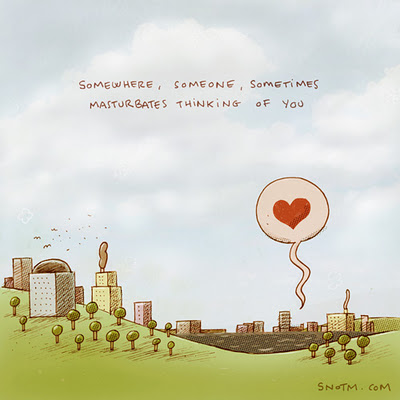 SOMEWHERE, SOMEONE, SOMETIMES
MASTURBATES THINKING OF YOU
SNOTM.COM